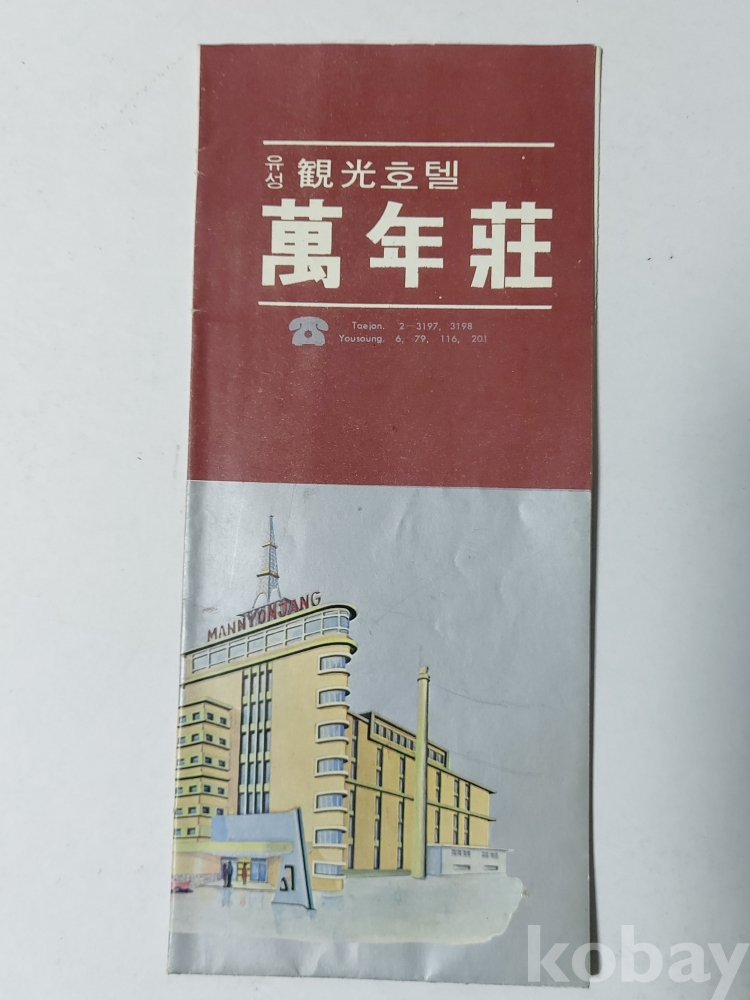 유성 観光호텔
萬年莊
Taejon. 2-3197, 3198
Yousoung. 6, 79, 116, 201
MANNYONJANG
kobay